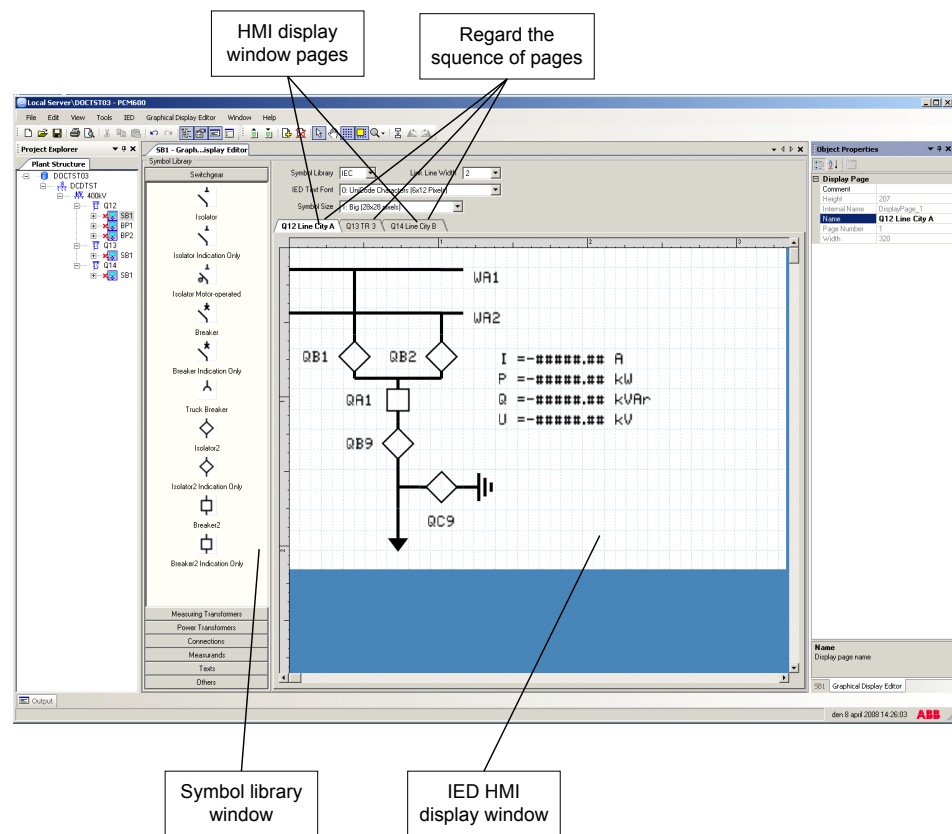 HMI display
window pages
Regard the
squence of pages
Local Server\DOCTST03 - PCM600
File Edit View Tools IED Graphical Display Editor Window Help
Project Explorer
Plant Structure
DOCTST03
DCDTST
400kV
Q12
SB1
BP1
BP2
Q13
SB1
Q14
SB1
SB1 - Graph...isplay Editor
Symbol Library
Switchgear
Isolator
Isolator Indication Only
Isolator Motor-operated
Breaker
Breaker Indication Only
Truck Breaker
Isolator2
Isolator2 Indication Only
Breaker2
Breaker2 Indication Only
Measuring Transformers
Power Transformers
Connections
Measurands
Texts
Others
Symbol Library IEC Link Line Width 2
IED Text Font 0: UniCode Characters (6x12 Pixels)
Symbol Size 1: Big (28x28 pixels)
Q12 Line City A Q13 TR 3 Q14 Line City B
1 2 3
WA1
WA2
QB1 QB2
QA1
QB9
QC9
I =-#####.## A
P =-#####.## kW
Q =-#####.## kVAr
U =-#####.## kV
2
Object Properties
Display Page
Comment
Height 207
Internal Name DisplayPage_1
Name Q12 Line City A
Page Number 1
Width 320
Name
Display page name
SB1 Graphical Display Editor
Output
den 8 april 2008 14:26:03 ABB
Symbol library
window
IED HMI
display window